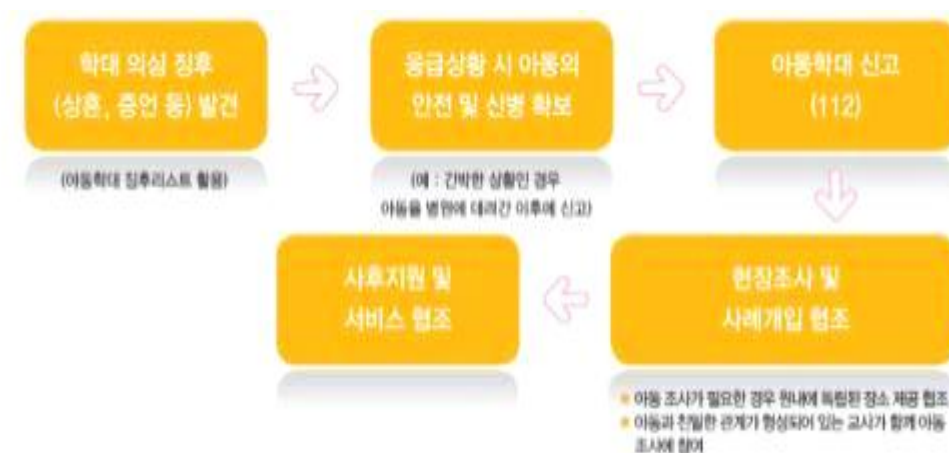 학대 의심 징후
(상흔, 증언 등) 발견
(아동학대 징후리스트 활용)
응급상황 시 아동의
안전 및 신병 확보
(예 : 긴박한 상황인 경우
아동을 병원에 데려간 이후에 신고)
아동학대 신고
(112)
현장조사 및
사례개입 협조
아동 조사가 필요한 경우 원내에 독립된 장소 제공 협조
아동과 친밀한 관계가 형성되어 있는 교사가 함께 아동
조사에 참여
사후지원 및
서비스 협조